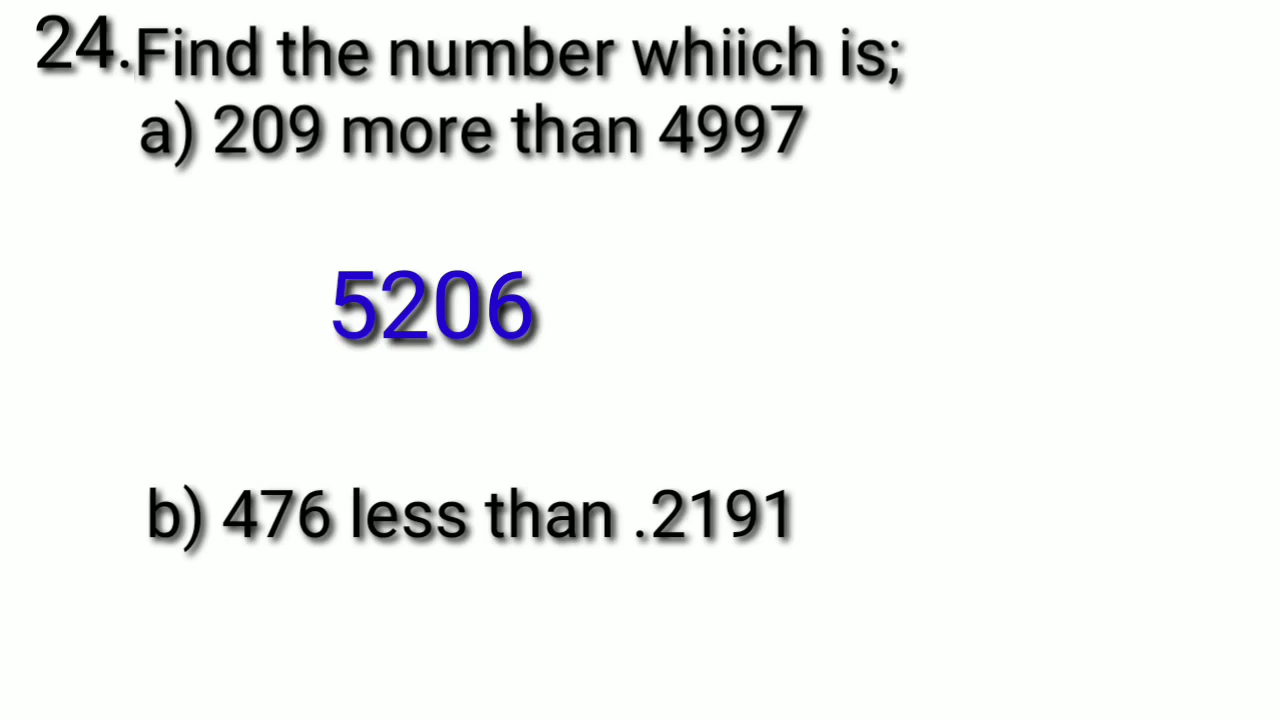 24.Find the number whiich is;
a) 209 more than 4997
5206
b) 476 less than .2191